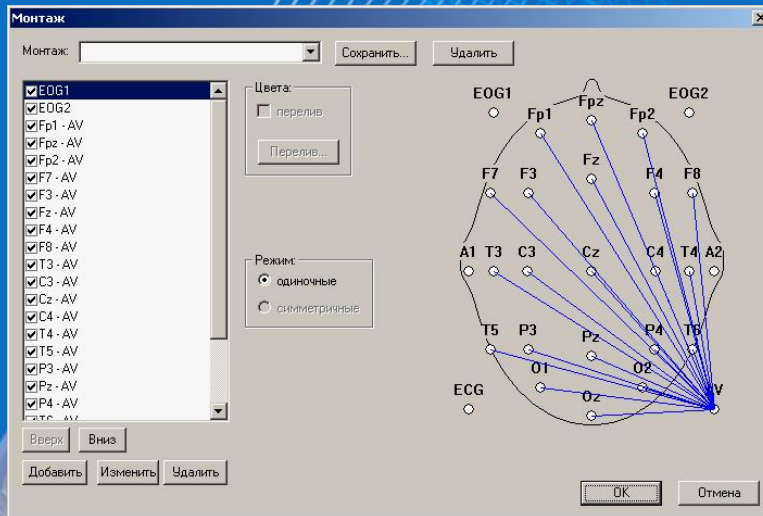 Монтаж
Монтаж:
Сохранить...
Удалить
EOG1
EOG2
Fp1 - AV
Fpz - AV
Fp2 - AV
F7 - AV
F3 - AV
Fz - AV
F4 - AV
F8 - AV
T3 - AV
C3 - AV
Cz - AV
C4 - AV
T4 - AV
T5 - AV
P3 - AV
Pz - AV
P4 - AV
T6 - AV
Вверх
Вниз
Добавить
Изменить
Удалить
Цвета:
перелив
Перелив...
Режим:
одиночные
симметричные
EOG1 Fpz EOG2
Fp1 Fp2
F7 F3 Fz F4 F8
A1 T3 C3 Cz C4 T4 A2
T5 P3 Pz P4 T6
O1 O2
ECG Oz AV
OK
Отмена